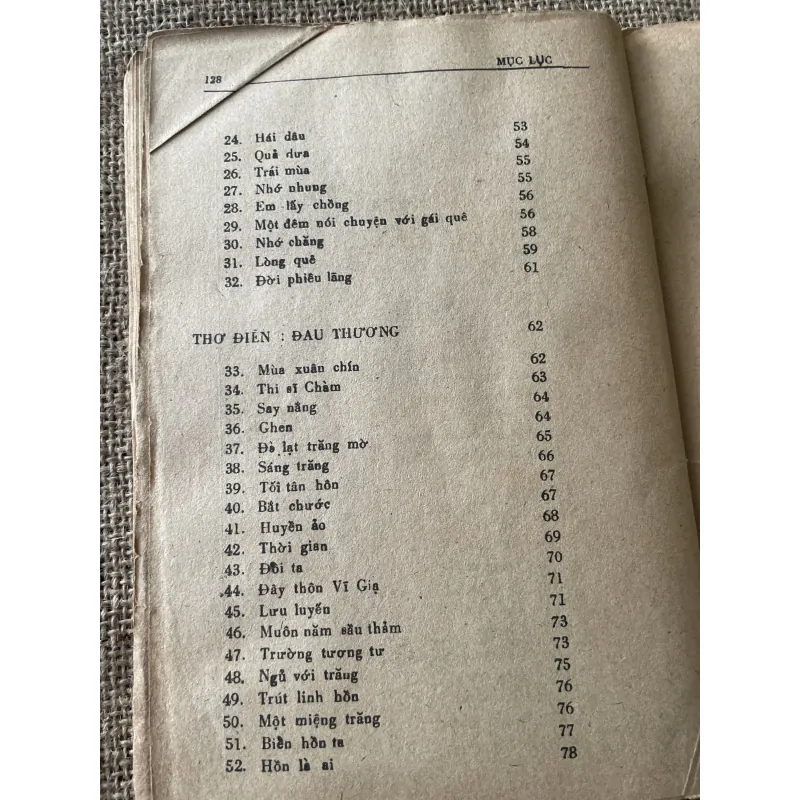 128 MỤC LỤC
24. Hái dâu 53
25. Quả dưa 54
26. Trái mùa 55
27. Nhớ nhung 55
28. Em lấy chồng 56
29. Một đêm nói chuyện với gái quê 56
30. Nhớ chăng 58
31. Lòng quê 59
32. Đời phiêu lãng 61
THƠ ĐIÊN : ĐAU THƯƠNG 62
33. Mùa xuân chín 62
34. Thi sĩ Chàm 63
35. Say nắng 64
36. Ghen 64
37. Đà lạt trăng mờ 65
38. Sáng trăng 66
39. Tối tân hôn 67
40. Bắt chước 67
41. Huyền ảo 68
42. Thời gian 69
43. Đôi ta 70
44. Đây thôn Vĩ Giạ 71
45. Lưu luyến 71
46. Muôn năm sầu thảm 73
47. Trường tương tư 73
48. Ngủ với trăng 75
49. Trút linh hồn 76
50. Một miệng trăng 76
51. Biển hồn ta 77
52. Hồn là ai 78